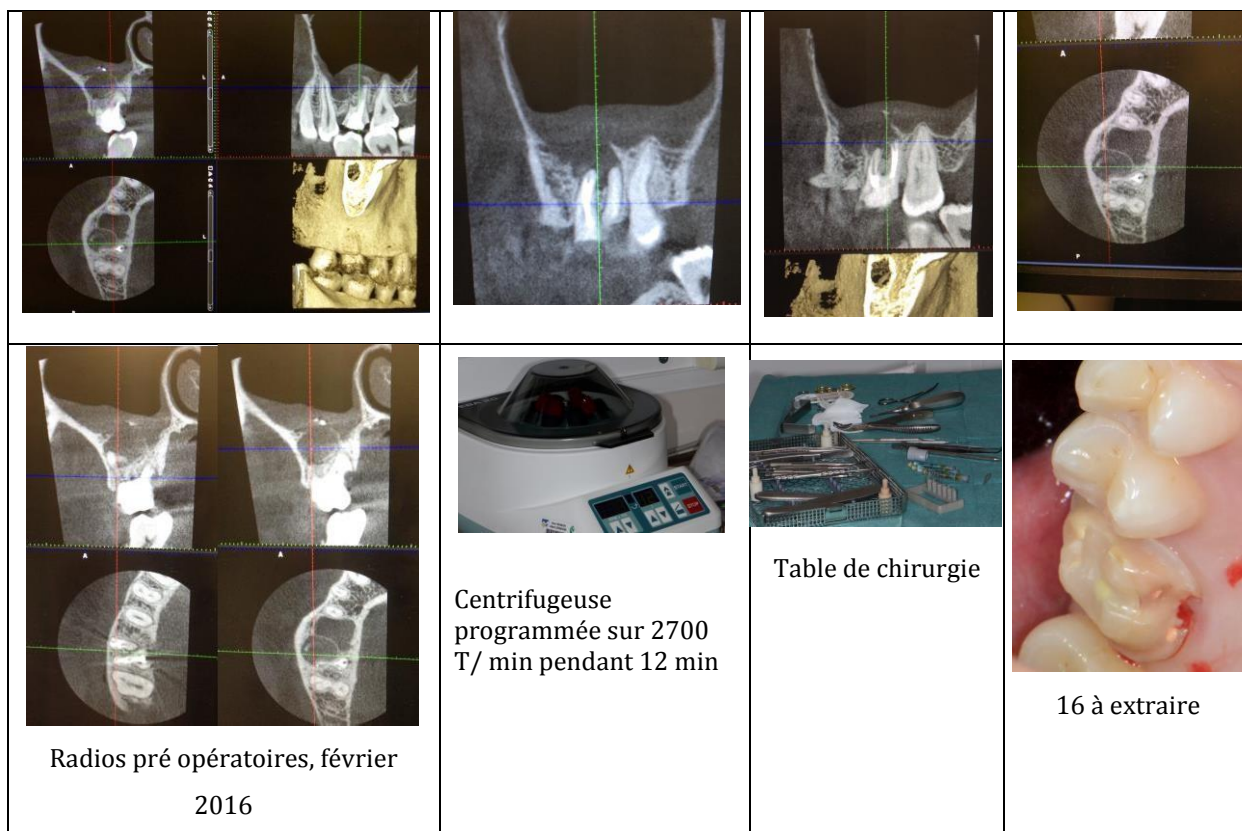 Centrifugeuse
programmée sur 2700
T/ min pendant 12 min
Table de chirurgie
16 à extraire
Radios pré opératoires, février
2016